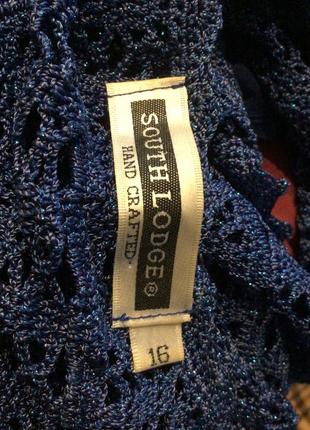 SOUTH LODGE®
HAND CRAFTED.
16